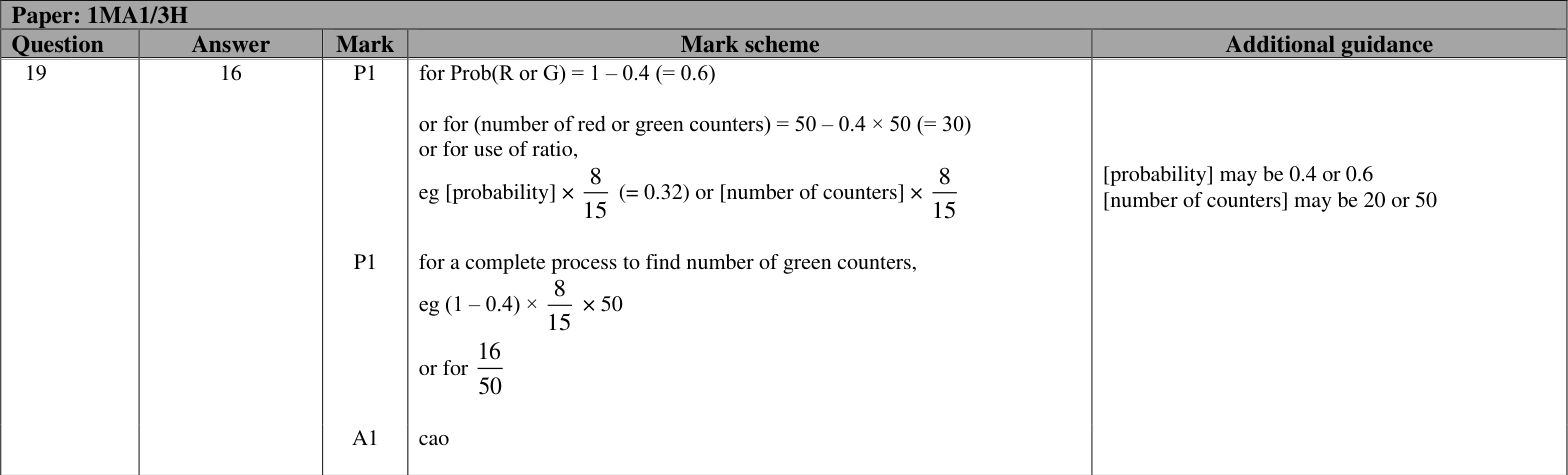 Paper: 1MA1/3H
Question Answer Mark Mark scheme Additional guidance
19 16 P1 for Prob(R or G) = 1 – 0.4 (= 0.6)
or for (number of red or green counters) = 50 – 0.4 × 50 (= 30)
or for use of ratio,
eg [probability] × 8/15 (= 0.32) or [number of counters] × 8/15
[probability] may be 0.4 or 0.6
[number of counters] may be 20 or 50
P1 for a complete process to find number of green counters,
eg (1 – 0.4) × 8/15 × 50
or for 16/50
A1 cao